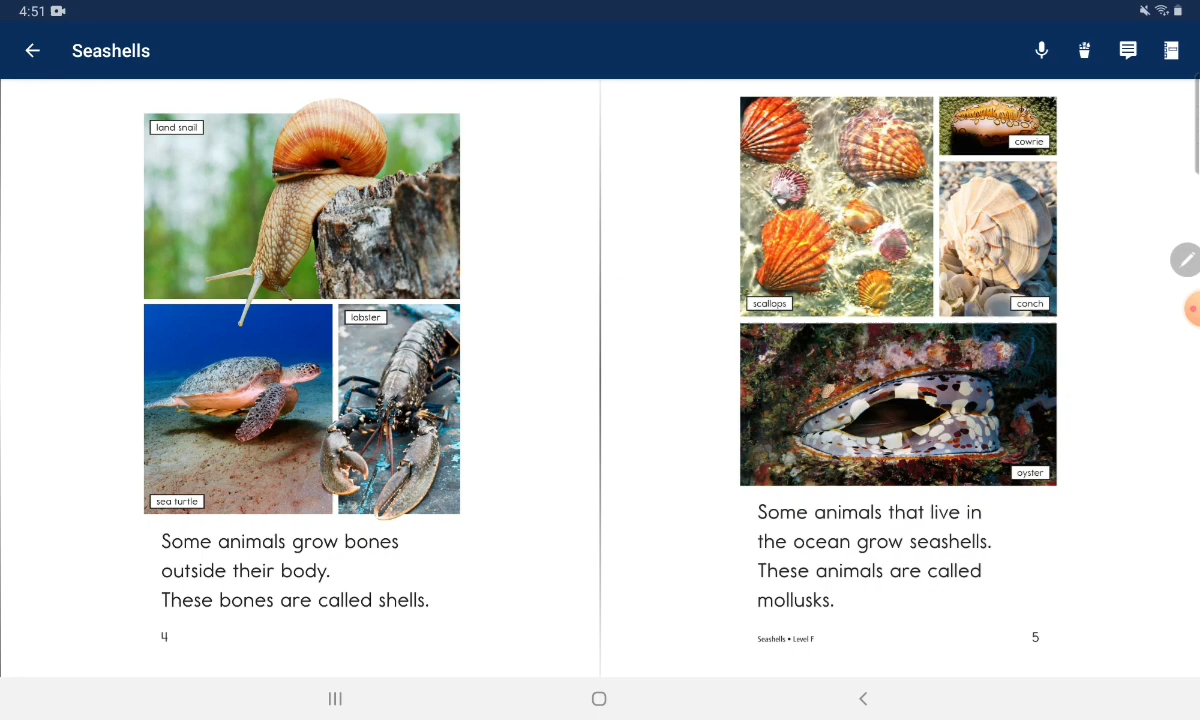 4:51
Seashells
land snail
lobster
sea turtle
Some animals grow bones
outside their body.
These bones are called shells.
4
cowrie
scallops
conch
oyster
Some animals that live in
the ocean grow seashells.
These animals are called
mollusks.
Seashells • Level F
5